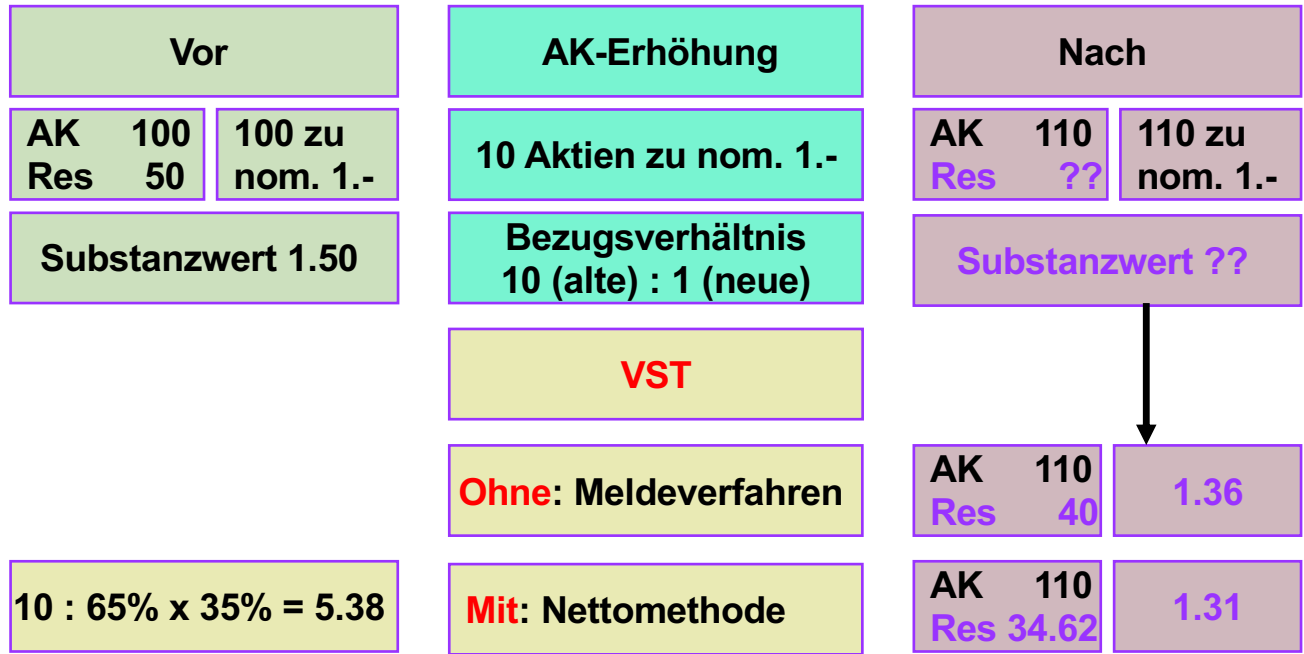 Vor
AK-Erhöhung
Nach
AK 100
Res 50
100 zu
nom. 1.-
10 Aktien zu nom. 1.-
AK 110
Res ??
110 zu
nom. 1.-
Substanzwert 1.50
Bezugsverhältnis
10 (alte) : 1 (neue)
Substanzwert ??
VST
Ohne: Meldeverfahren
AK 110
Res 40
1.36
10 : 65% x 35% = 5.38
Mit: Nettomethode
AK 110
Res 34.62
1.31